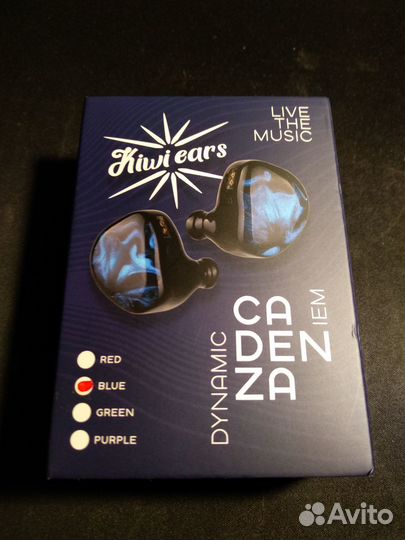 Kiwi ears
LIVE
THE
MUSIC
DYNAMIC
CA
DEN
ZA
IEM
RED
BLUE
GREEN
PURPLE
Avito